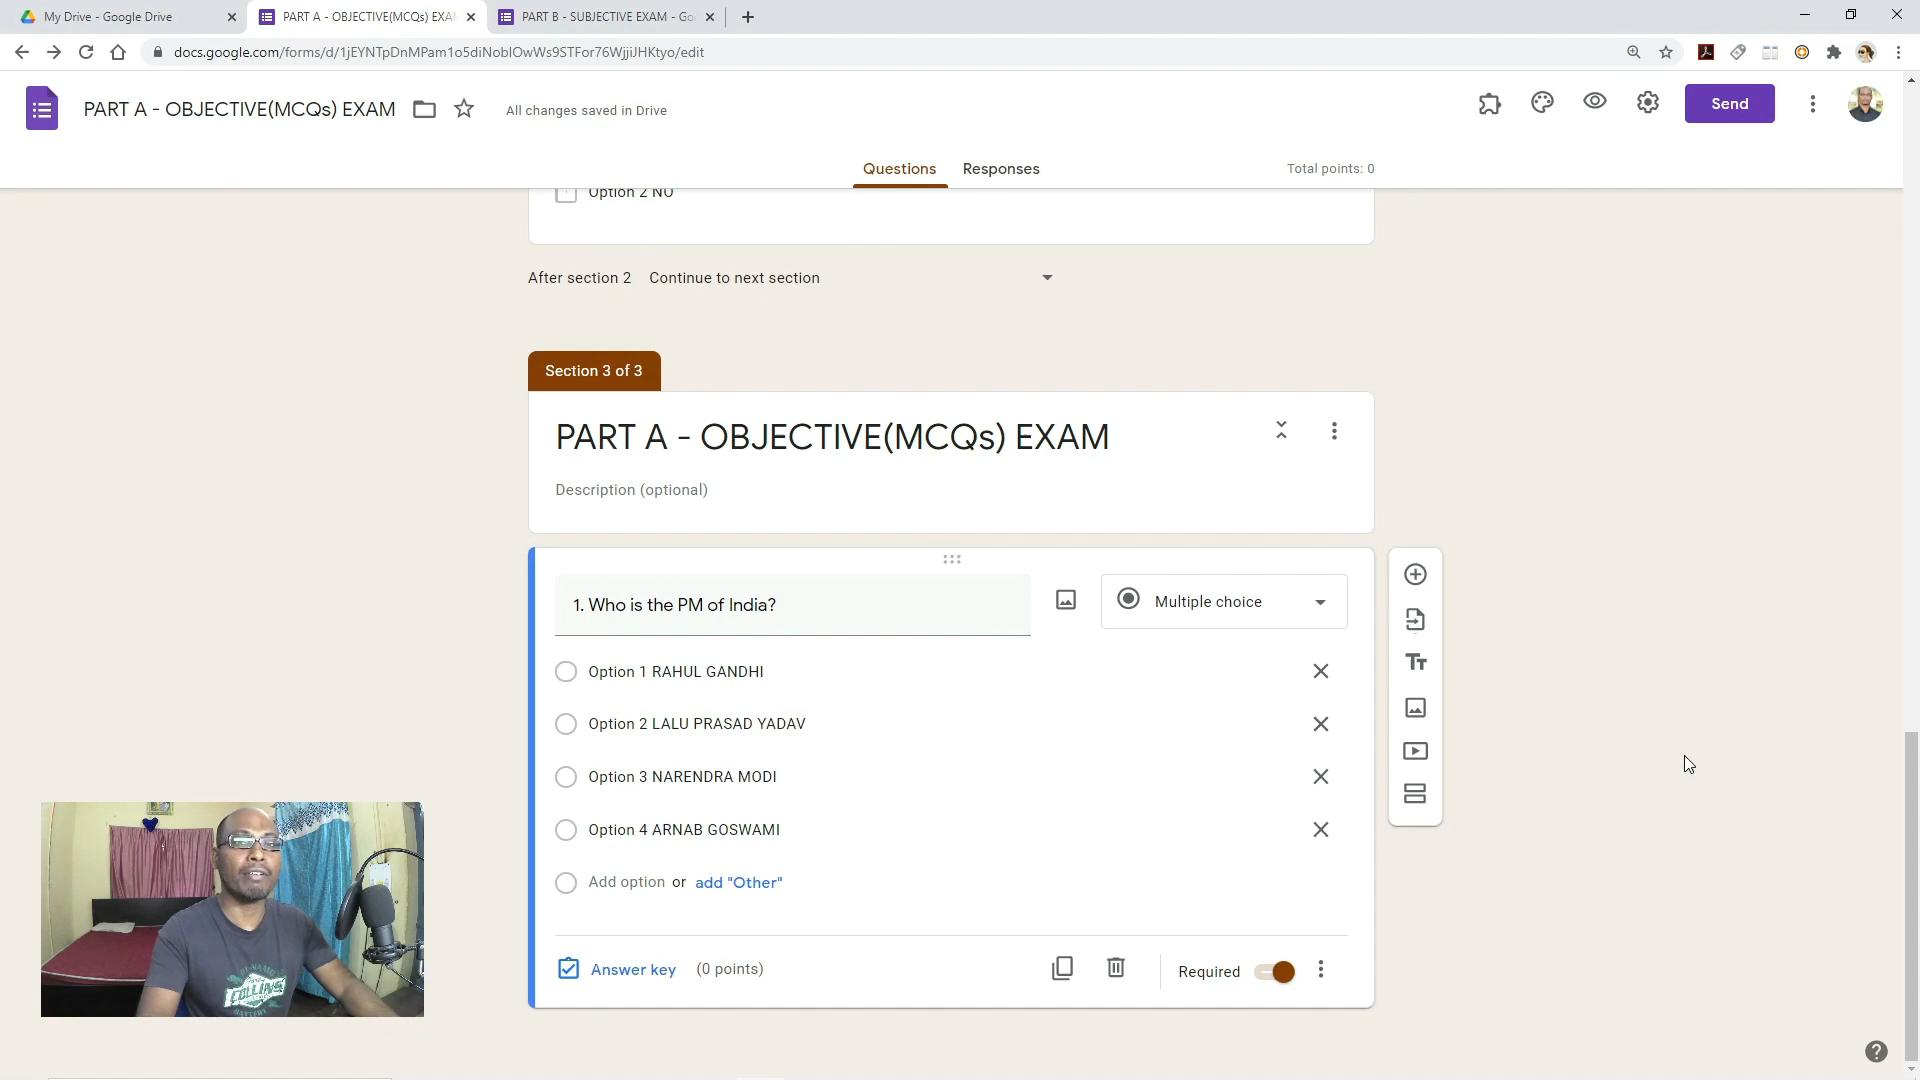 My Drive - Google Drive
PART A - OBJECTIVE(MCQs) EXA
PART B - SUBJECTIVE EXAM - Go
docs.google.com/forms/d/1jEYNTpDnMPam1o5diNoblOwWs9STFor76WjjiJHKtyo/edit
PART A - OBJECTIVE(MCQs) EXAM
All changes saved in Drive
Send
Questions
Responses
Total points: 0
Option 2 NO
After section 2 Continue to next section
Section 3 of 3
PART A - OBJECTIVE(MCQs) EXAM
Description (optional)
1. Who is the PM of India?
Multiple choice
Option 1 RAHUL GANDHI
Option 2 LALU PRASAD YADAV
Option 3 NARENDRA MODI
Option 4 ARNAB GOSWAMI
Add option or add "Other"
Answer key (0 points)
Required
COLLINS